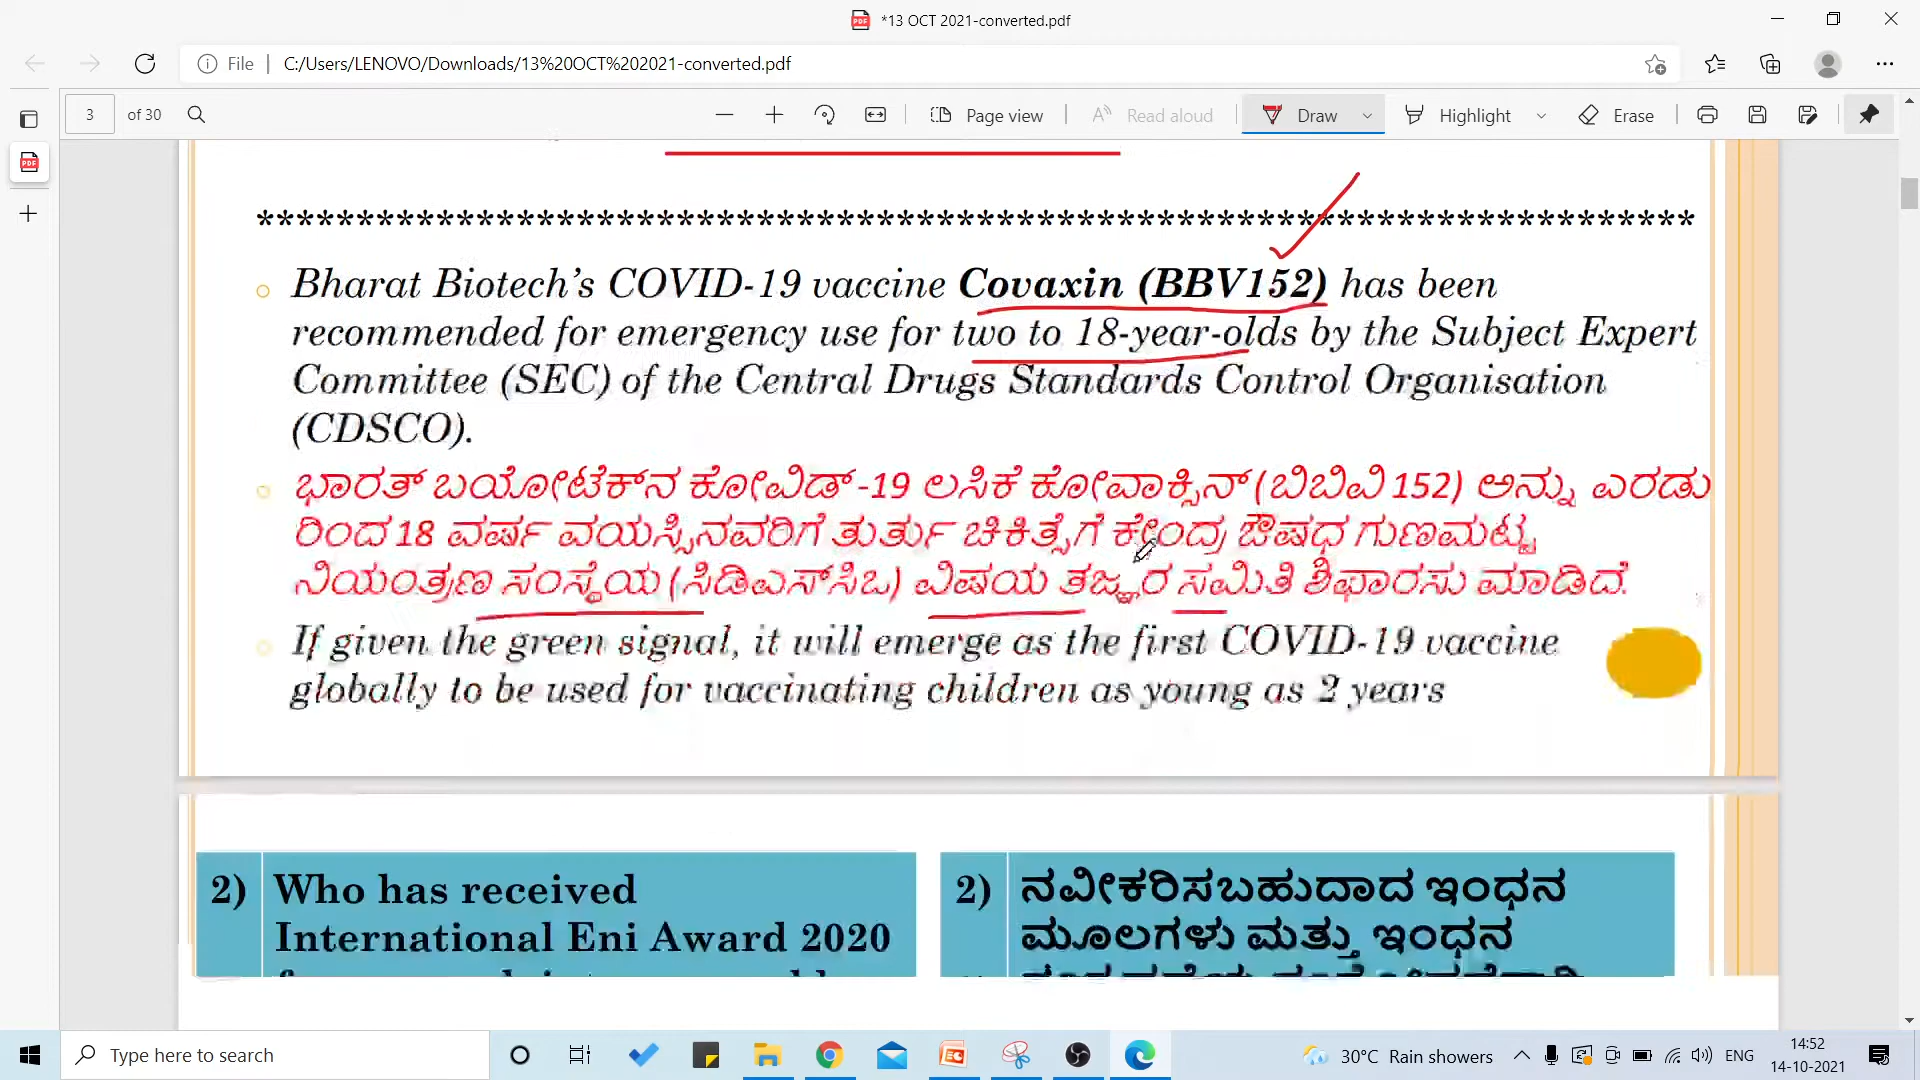 *13 OCT 2021-converted.pdf
File C:/Users/LENOVO/Downloads/13%20OCT%202021-converted.pdf
3 of 30 Page view Read aloud Draw Highlight Erase
************************************************************************
Bharat Biotech's COVID-19 vaccine Covaxin (BBV152) has been
recommended for emergency use for two to 18-year-olds by the Subject Expert
Committee (SEC) of the Central Drugs Standards Control Organisation
(CDSCO).
ಭಾರತ್ ಬಯೋಟೆಕ್‌ನ ಕೋವಿಡ್ -19 ಲಸಿಕೆ ಕೋವಾಕ್ಸಿನ್ (ಬಿಬಿವಿ 152) ಅನ್ನು ಎರಡು
ರಿಂದ 18 ವರ್ಷ ವಯಸ್ಸಿನವರಿಗೆ ತುರ್ತು ಚಿಕಿತ್ಸೆಗೆ ಕೇಂದ್ರ ಔಷಧ ಗುಣಮಟ್ಟ
ನಿಯಂತ್ರಣ ಸಂಸ್ಥೆಯ (ಸಿಡಿಎಸ್‌ಸಿಒ) ವಿಷಯ ತಜ್ಞರ ಸಮಿತಿ ಶಿಫಾರಸು ಮಾಡಿದೆ.
If given the green signal, it will emerge as the first COVID-19 vaccine
globally to be used for vaccinating children as young as 2 years
2) Who has received
International Eni Award 2020
2) ನವೀಕರಿಸಬಹುದಾದ ಇಂಧನ
ಮೂಲಗಳು ಮತ್ತು ಇಂಧನ
Type here to search
30°C Rain showers
ENG
14:52
14-10-2021